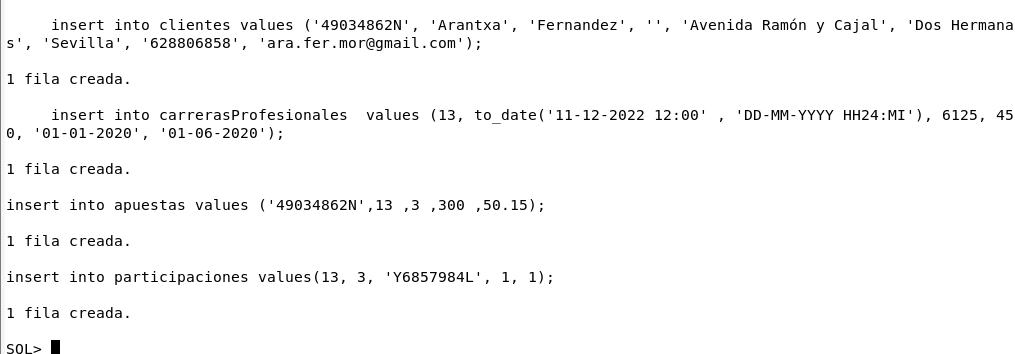 insert into clientes values ('49034862N', 'Arantxa', 'Fernandez', '', 'Avenida Ramón y Cajal', 'Dos Hermana
s', 'Sevilla', '628806858', 'ara.fer.mor@gmail.com');
1 fila creada.
insert into carrerasProfesionales  values (13, to_date('11-12-2022 12:00' , 'DD-MM-YYYY HH24:MI'), 6125, 45
0, '01-01-2020', '01-06-2020');
1 fila creada.
insert into apuestas values ('49034862N',13 ,3 ,300 ,50.15);
1 fila creada.
insert into participaciones values(13, 3, 'Y6857984L', 1, 1);
1 fila creada.
SQL>